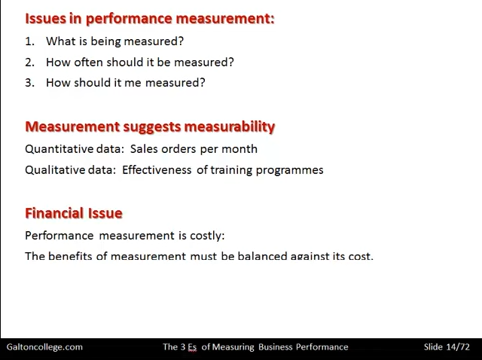 Issues in performance measurement:
1. What is being measured?
2. How often should it be measured?
3. How should it me measured?
Measurement suggests measurability
Quantitative data: Sales orders per month
Qualitative data: Effectiveness of training programmes
Financial Issue
Performance measurement is costly:
The benefits of measurement must be balanced against its cost.
Galtoncollege.com The 3 Es of Measuring Business Performance Slide 14/72